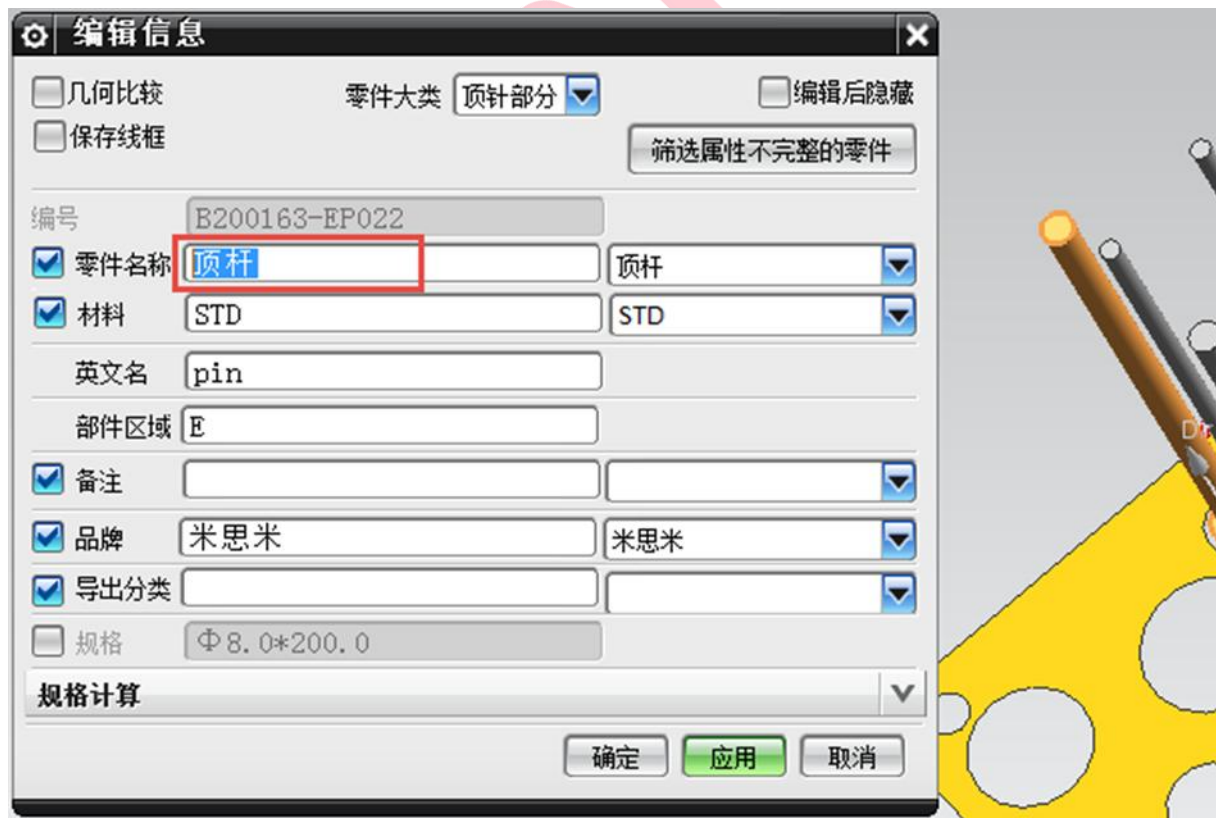 编辑信息
几何比较 零件大类 顶针部分 编辑后隐藏
保存线框 筛选属性不完整的零件
编号 B200163-EP022
零件名称 顶杆 顶杆
材料 STD STD
英文名 pin
部件区域 E
备注
品牌 米思米 米思米
导出分类
规格 Φ8.0*200.0
规格计算
确定 应用 取消